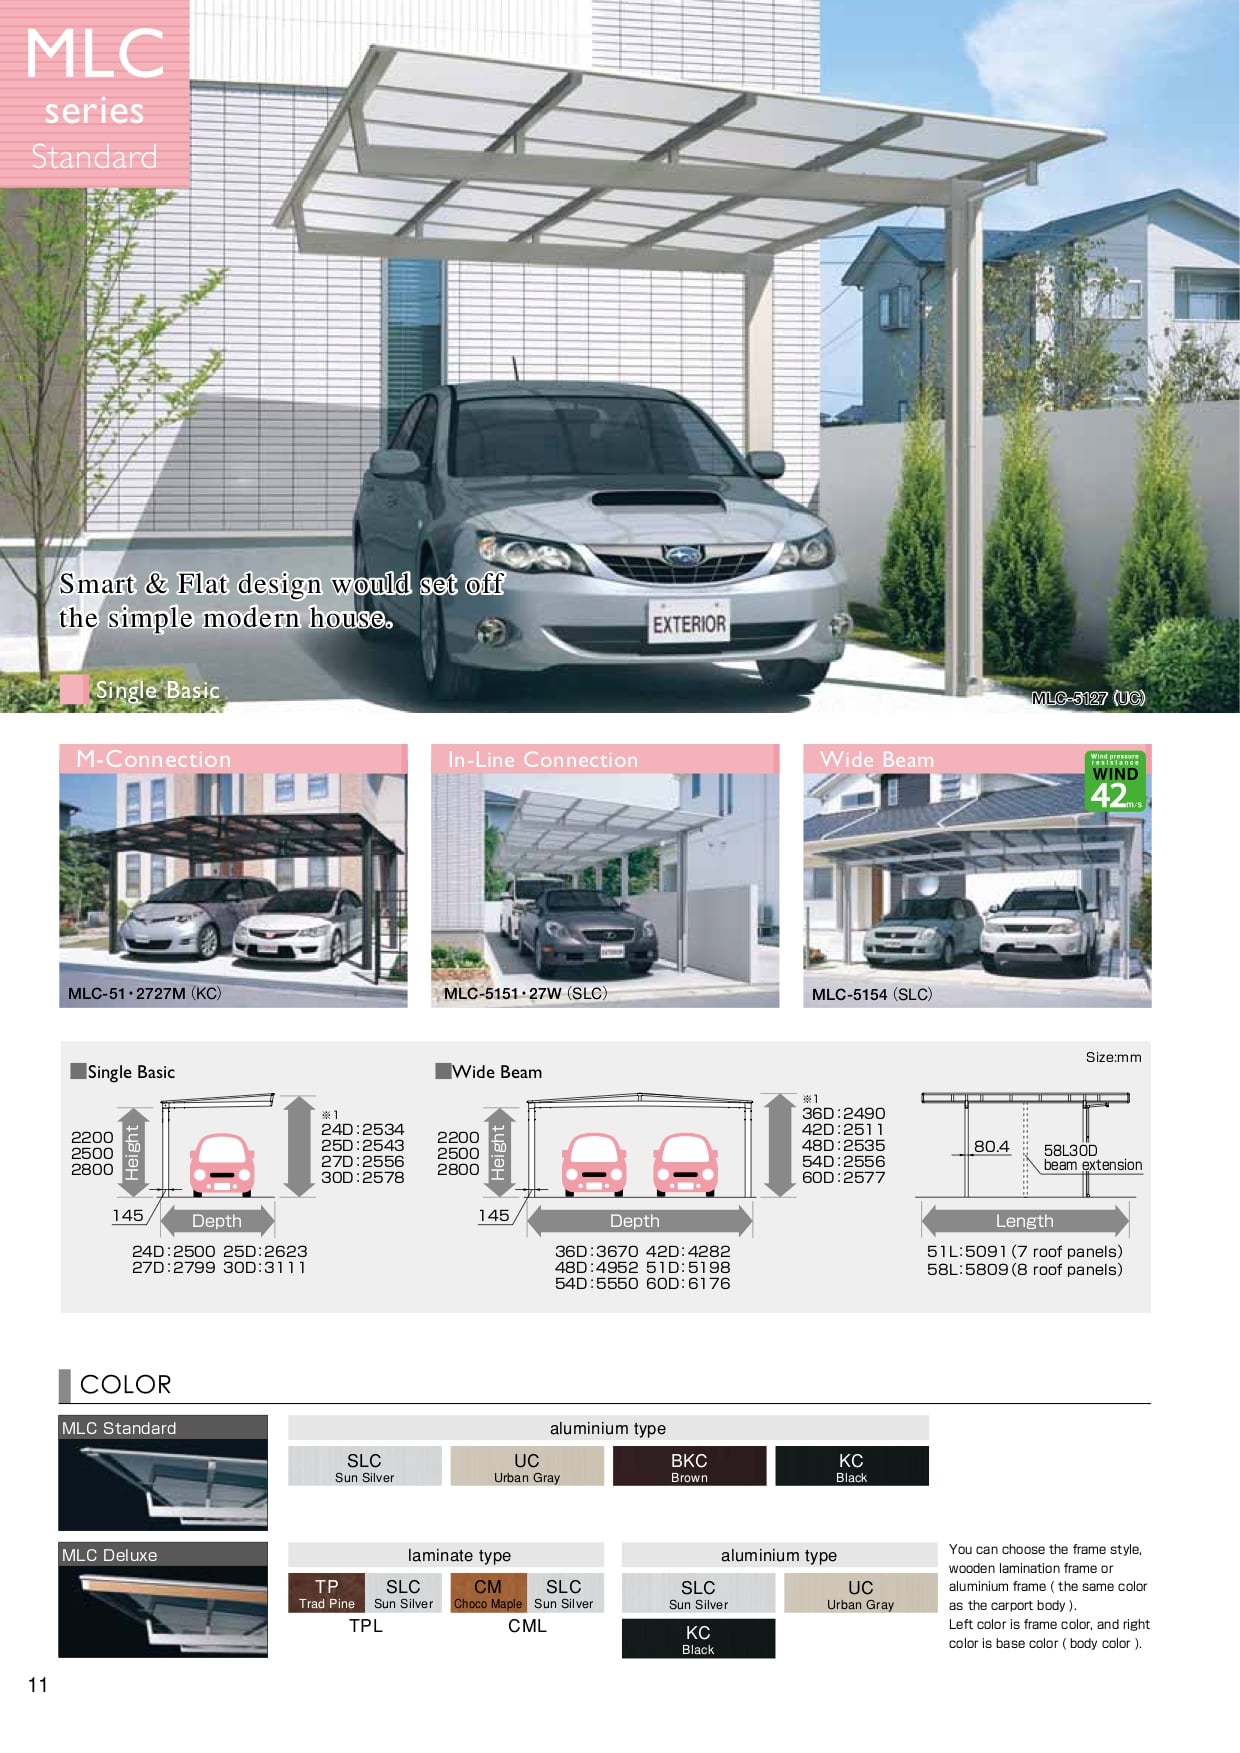 MLC
series
Standard
EXTERIOR
Smart & Flat design would set off
the simple modern house.
Single Basic
MLC-5127 (UC)
M-Connection
MLC-51・2727M (KC)
In-Line Connection
MLC-5151・27W (SLC)
Wide Beam
Wind pressure
resistance
WIND
42m/s
MLC-5154 (SLC)
Size:mm
■Single Basic
2200
2500
2800
Height
145
Depth
24D:2500 25D:2623
27D:2799 30D:3111
※1
24D:2534
25D:2543
27D:2556
30D:2578
■Wide Beam
2200
2500
2800
Height
145
Depth
36D:3670 42D:4282
48D:4952 51D:5198
54D:5550 60D:6176
※1
36D:2490
42D:2511
48D:2535
54D:2556
60D:2577
80.4
58L30D
beam extension
Length
51L:5091(7 roof panels)
58L:5809(8 roof panels)
COLOR
MLC Standard
aluminium type
SLC
Sun Silver
UC
Urban Gray
BKC
Brown
KC
Black
MLC Deluxe
laminate type
TP
Trad Pine
SLC
Sun Silver
TPL
CM
Choco Maple
SLC
Sun Silver
CML
aluminium type
SLC
Sun Silver
UC
Urban Gray
KC
Black
You can choose the frame style,
wooden lamination frame or
aluminium frame ( the same color
as the carport body ).
Left color is frame color, and right
color is base color ( body color ).
11